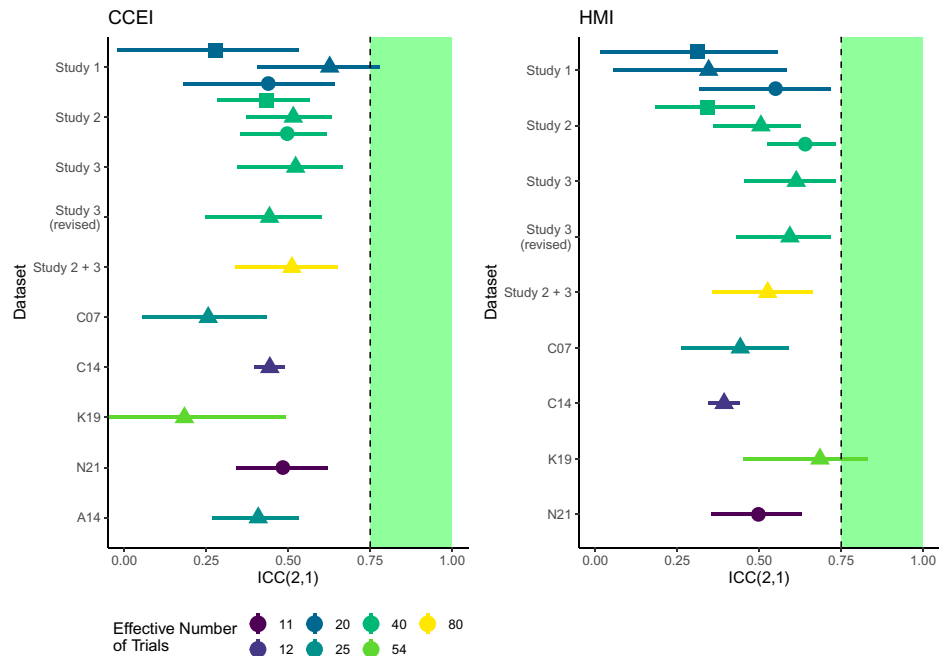 CCEI
HMI
Study 1
Study 2
Study 3
Study 3
(revised)
Study 2 + 3
C07
C14
K19
N21
A14
Dataset
0.00
0.25
0.50
0.75
1.00
ICC(2,1)
Study 1
Study 2
Study 3
Study 3
(revised)
Study 2 + 3
C07
C14
K19
N21
Dataset
0.00
0.25
0.50
0.75
1.00
ICC(2,1)
Effective Number
of Trials
11
20
40
80
12
25
54